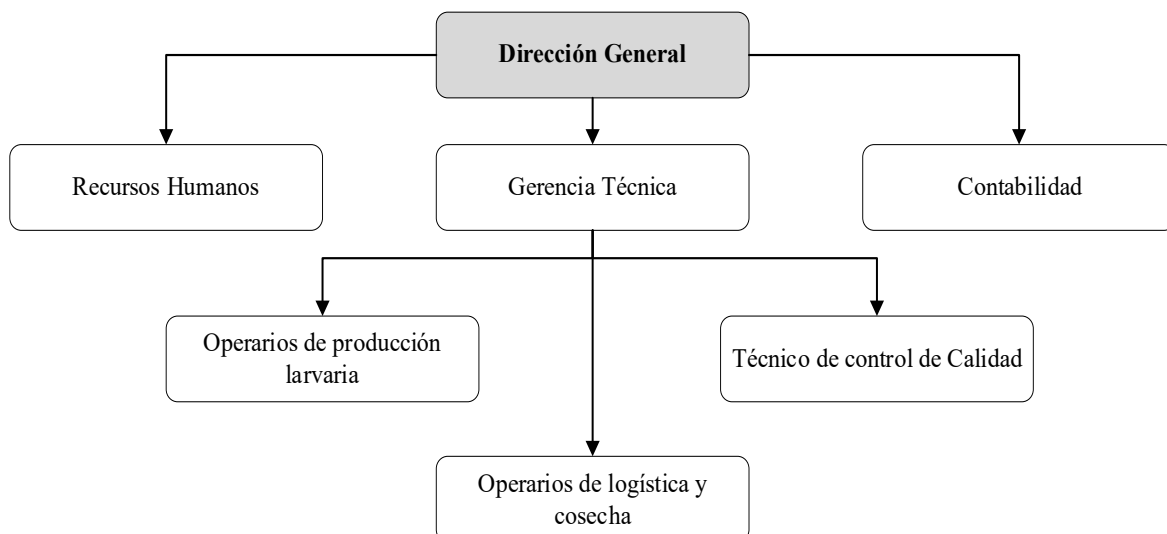 Dirección General
Recursos Humanos
Gerencia Técnica
Contabilidad
Operarios de producción
larvaria
Técnico de control de Calidad
Operarios de logística y
cosecha